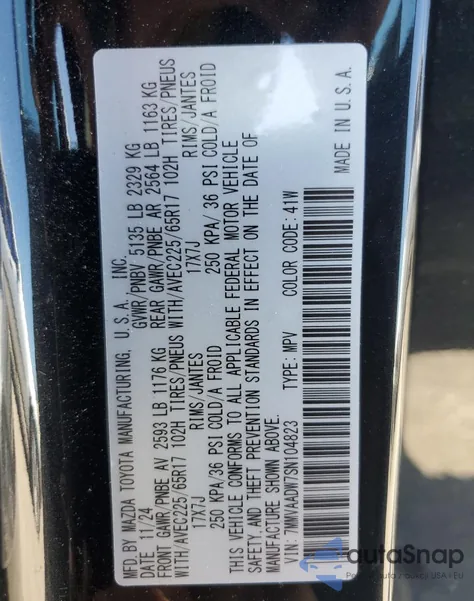 MFD. BY MAZDA TOYOTA MANUFACTURING, U.S.A. INC.
11/24 GVWR/PNBV 5135 LB 2329 KG
FRONT GAWR/PNBE AV 2593 LB 1176 KG REAR GAWR/PNBE AR 2564 LB 1163 KG
WITH/AVEC225/65R17 102H TIRES/PNEUS WITH/AVEC225/65R17 102H TIRES/PNEUS
17X7J RIMS/JANTES 17X7J RIMS/JANTES
250 KPA/36 PSI COLD/A FROID 250 KPA/ 36 PSI COLD/A FROID
THIS VEHICLE CONFORMS TO ALL APPLICABLE FEDERAL MOTOR VEHICLE
SAFETY AND THEFT PREVENTION STANDARDS IN EFFECT ON THE DATE OF
MANUFACTURE SHOWN ABOVE.
VIN: 7MMVAADW7SN104823 TYPE: MPV COLOR CODE: 41W
MADE IN U.S.A.
autoSnap